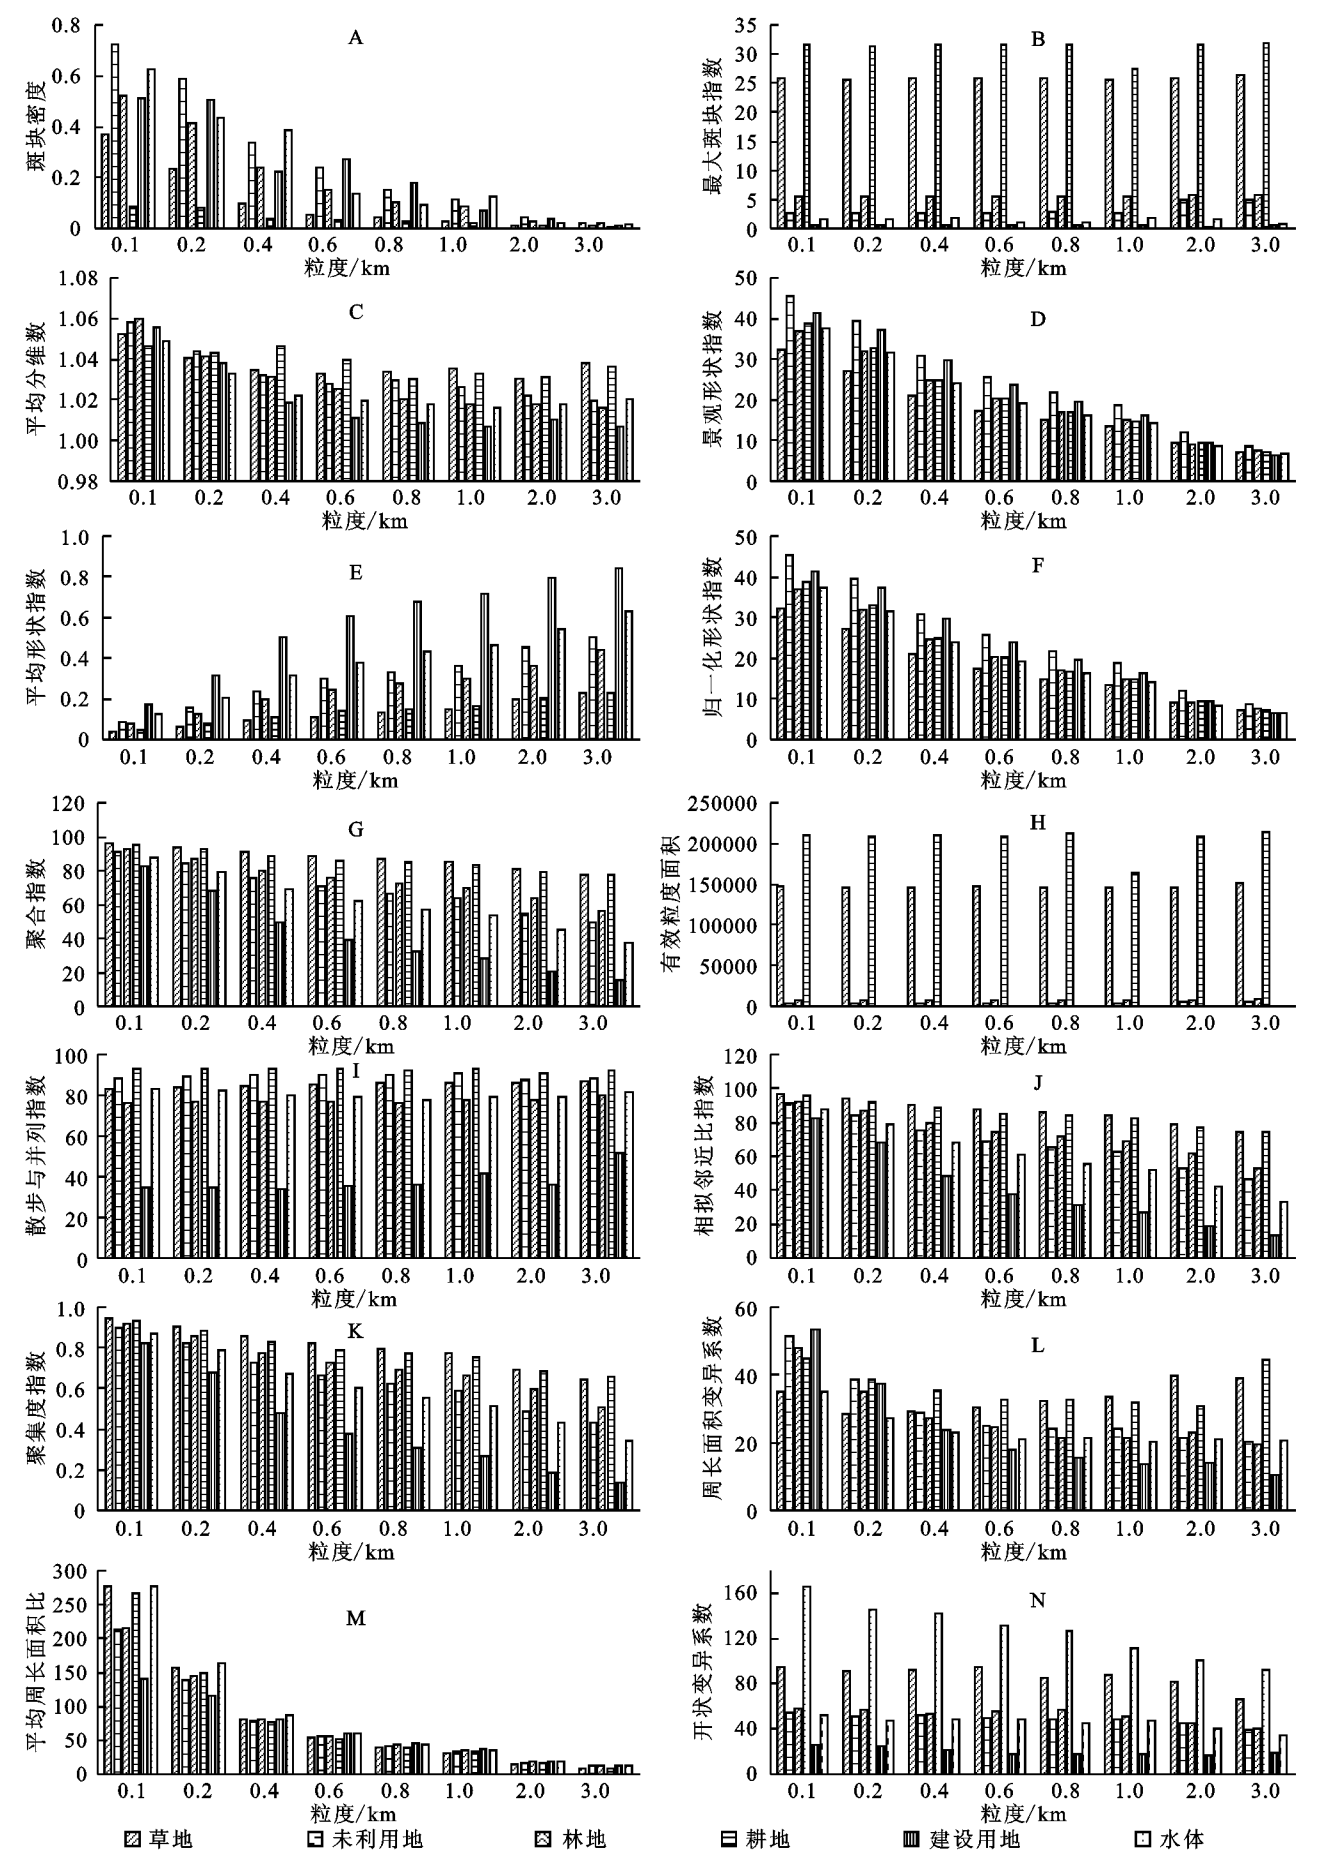 A
斑块密度
0.8
0.6
0.4
0.2
0
0.1 0.2 0.4 0.6 0.8 1.0 2.0 3.0
粒度/km
B
最大斑块指数
35
30
25
20
15
10
5
0
0.1 0.2 0.4 0.6 0.8 1.0 2.0 3.0
粒度/km
C
平均分维数
1.08
1.06
1.04
1.02
1.00
0.98
0.1 0.2 0.4 0.6 0.8 1.0 2.0 3.0
粒度/km
D
景观形状指数
50
40
30
20
10
0
0.1 0.2 0.4 0.6 0.8 1.0 2.0 3.0
粒度/km
E
平均形状指数
1.0
0.8
0.6
0.4
0.2
0
0.1 0.2 0.4 0.6 0.8 1.0 2.0 3.0
粒度/km
F
归一化形状指数
50
40
30
20
10
0
0.1 0.2 0.4 0.6 0.8 1.0 2.0 3.0
粒度/km
G
聚合指数
120
100
80
60
40
20
0
0.1 0.2 0.4 0.6 0.8 1.0 2.0 3.0
粒度/km
H
有效粒度面积
250000
200000
150000
100000
50000
0
0.1 0.2 0.4 0.6 0.8 1.0 2.0 3.0
粒度/km
I
散步与并列指数
100
80
60
40
20
0
0.1 0.2 0.4 0.6 0.8 1.0 2.0 3.0
粒度/km
J
相拟邻近比指数
120
100
80
60
40
20
0
0.1 0.2 0.4 0.6 0.8 1.0 2.0 3.0
粒度/km
K
聚集度指数
1.0
0.8
0.6
0.4
0.2
0
0.1 0.2 0.4 0.6 0.8 1.0 2.0 3.0
粒度/km
L
周长面积变异系数
60
40
20
0
0.1 0.2 0.4 0.6 0.8 1.0 2.0 3.0
粒度/km
M
平均周长面积比
300
250
200
150
100
50
0
0.1 0.2 0.4 0.6 0.8 1.0 2.0 3.0
粒度/km
N
开状变异系数
160
120
80
40
0
0.1 0.2 0.4 0.6 0.8 1.0 2.0 3.0
粒度/km
草地 未利用地 林地 耕地 建设用地 水体